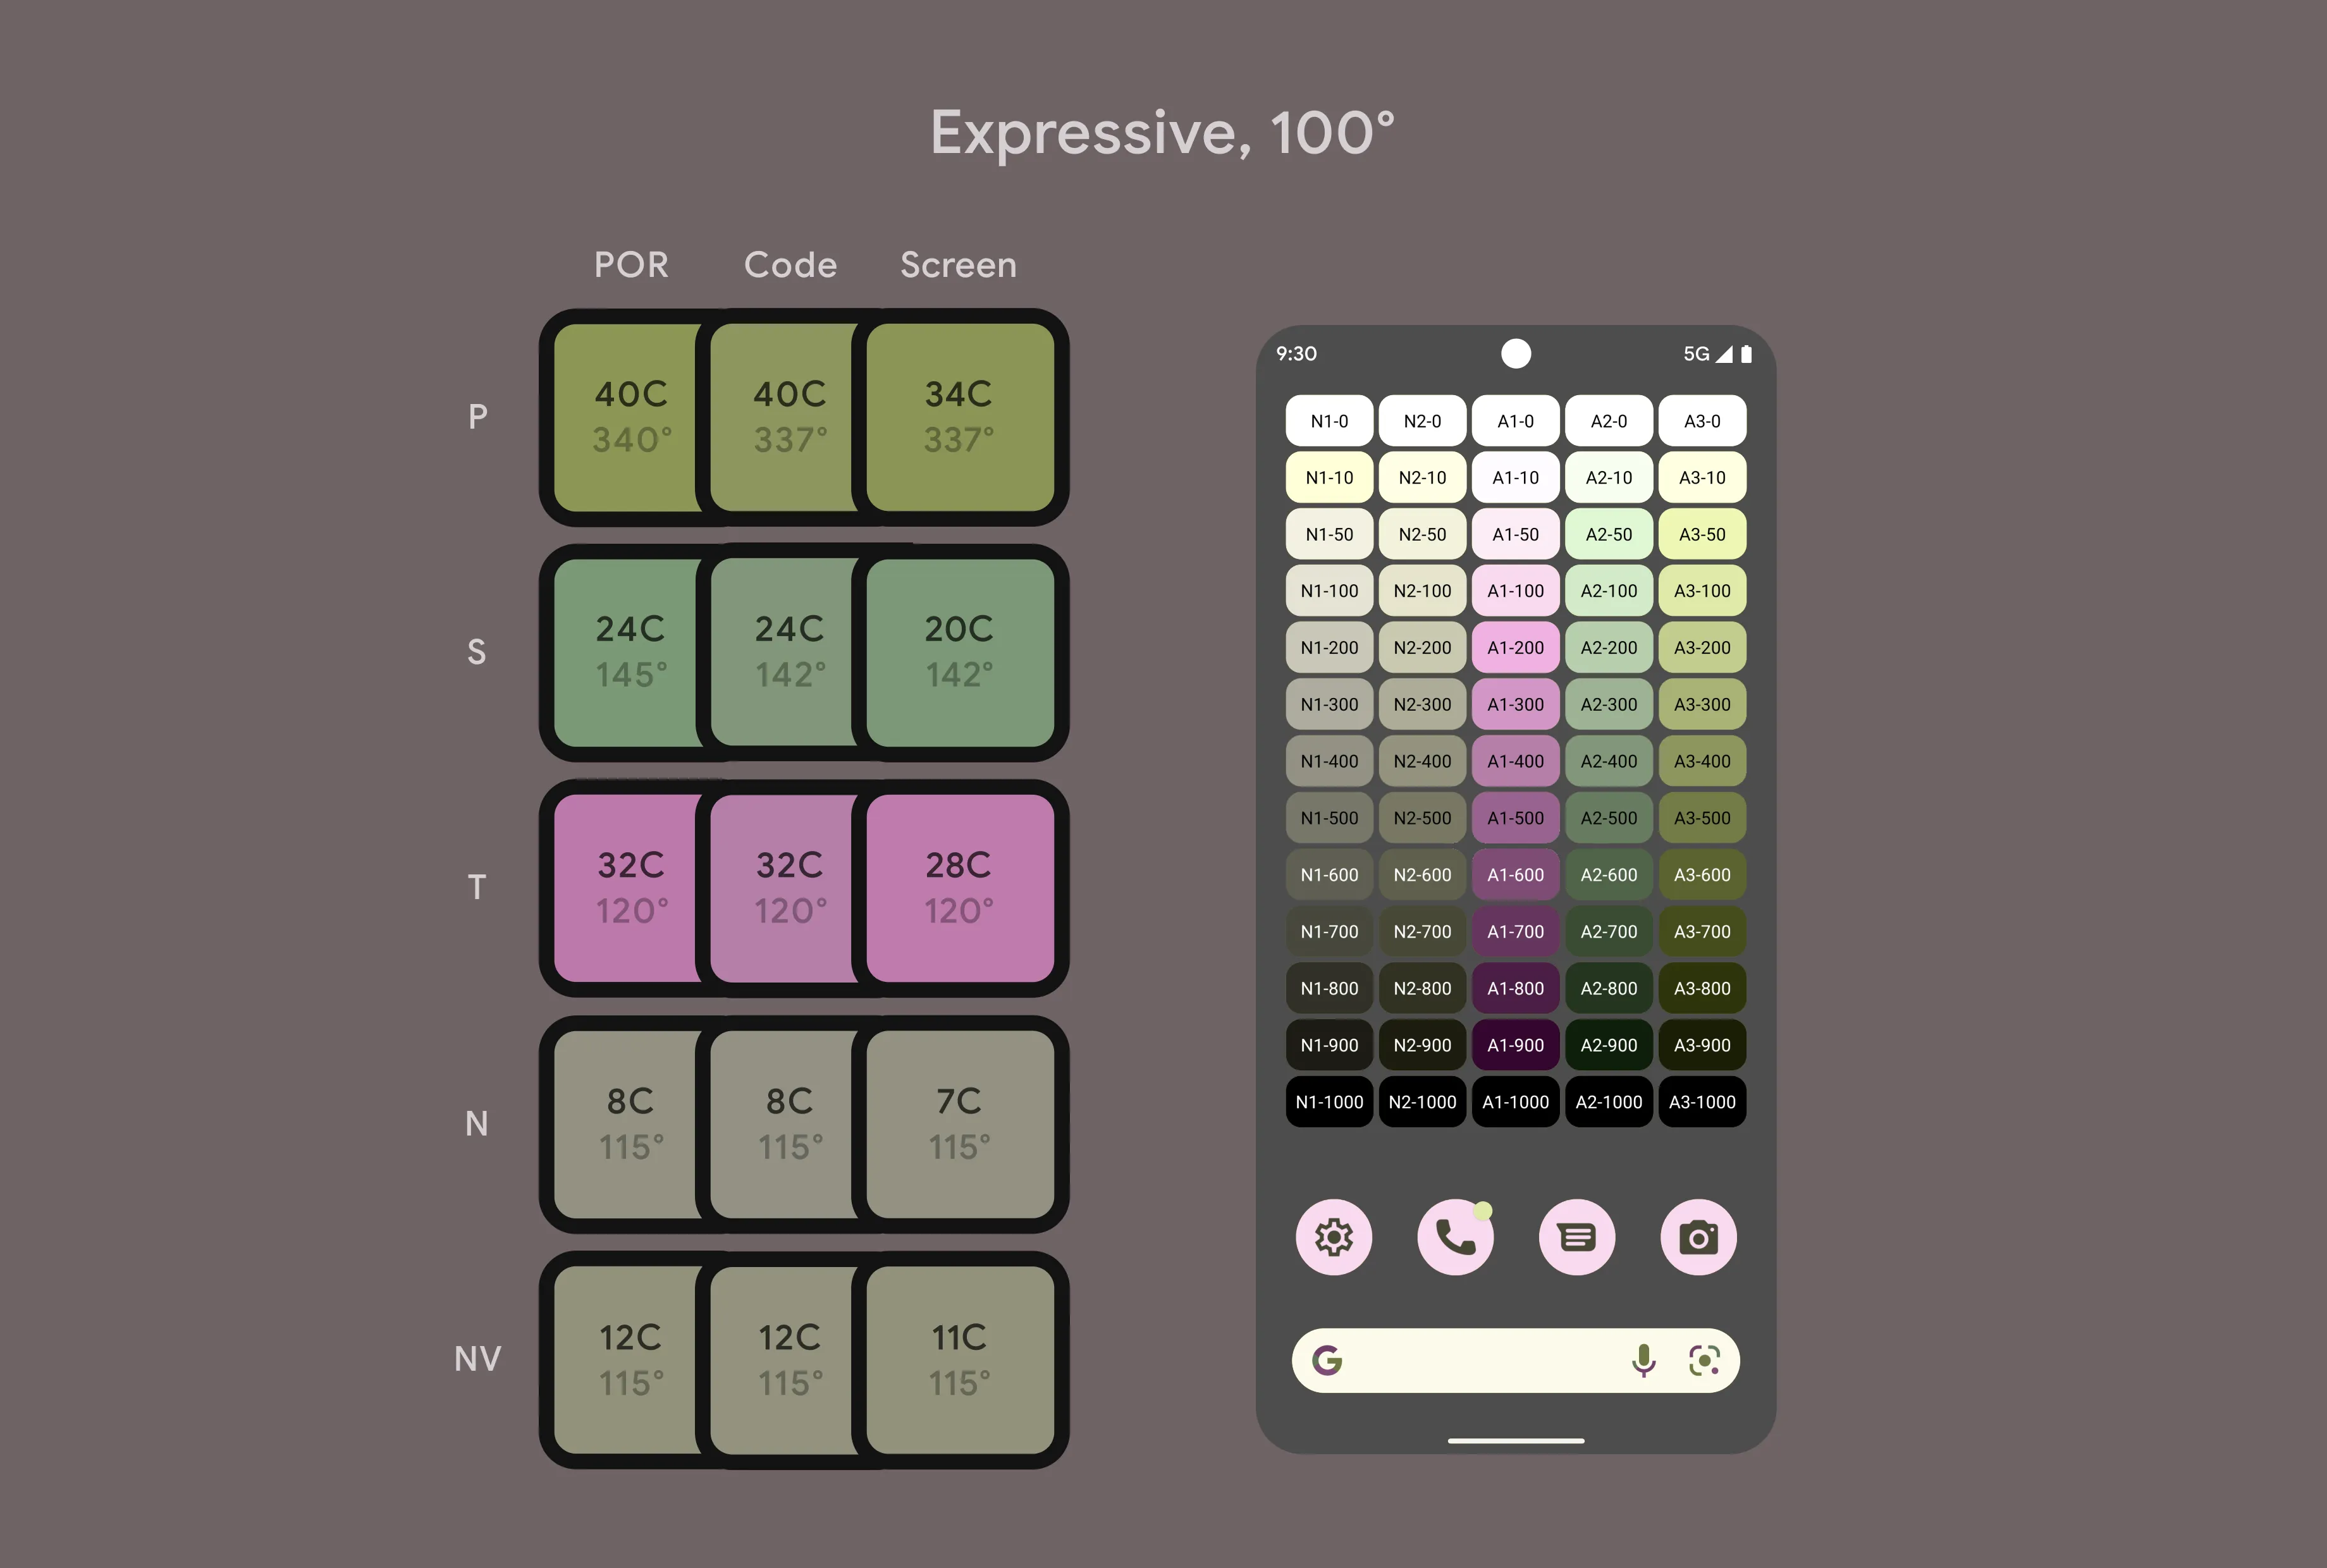 Expressive, 100°
POR Code Screen
P
40C 40C 34C
340° 337° 337°
S
24C 24C 20C
145° 142° 142°
T
32C 32C 28C
120° 120° 120°
N
8C 8C 7C
115° 115° 115°
NV
12C 12C 11C
115° 115° 115°
9:30 5G
N1-0 N2-0 A1-0 A2-0 A3-0
N1-10 N2-10 A1-10 A2-10 A3-10
N1-50 N2-50 A1-50 A2-50 A3-50
N1-100 N2-100 A1-100 A2-100 A3-100
N1-200 N2-200 A1-200 A2-200 A3-200
N1-300 N2-300 A1-300 A2-300 A3-300
N1-400 N2-400 A1-400 A2-400 A3-400
N1-500 N2-500 A1-500 A2-500 A3-500
N1-600 N2-600 A1-600 A2-600 A3-600
N1-700 N2-700 A1-700 A2-700 A3-700
N1-800 N2-800 A1-800 A2-800 A3-800
N1-900 N2-900 A1-900 A2-900 A3-900
N1-1000 N2-1000 A1-1000 A2-1000 A3-1000
G